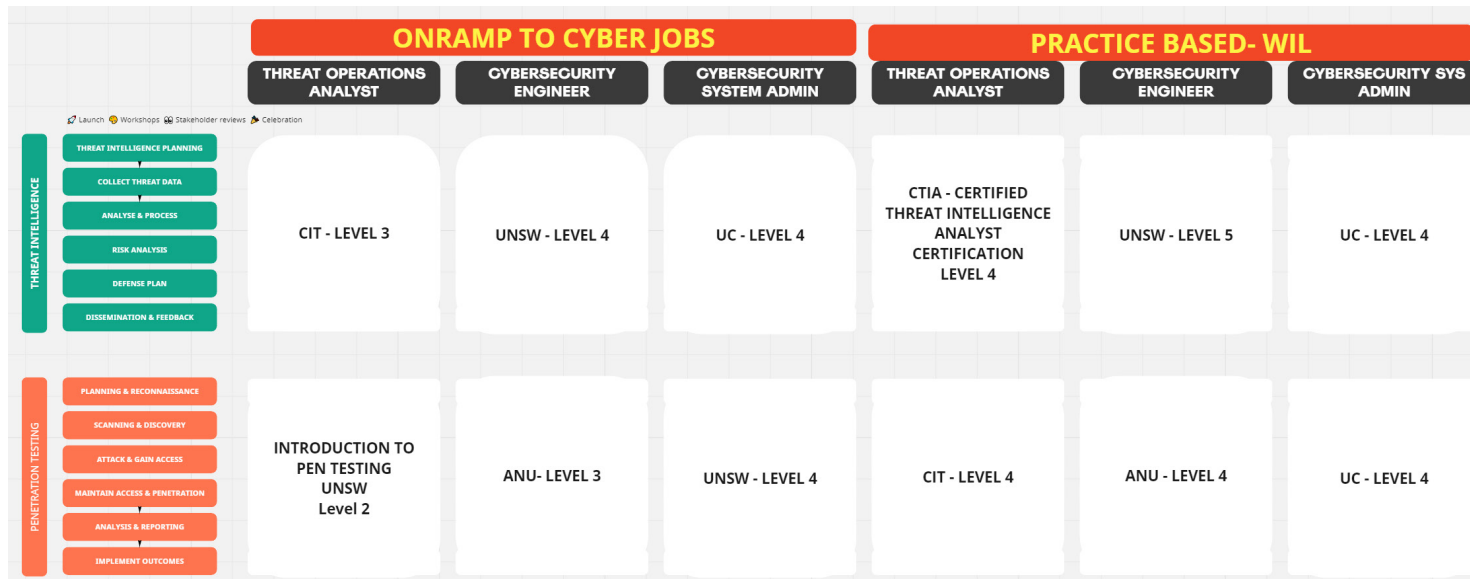 ONRAMP TO CYBER JOBS
PRACTICE BASED- WIL
THREAT OPERATIONS
ANALYST
CYBERSECURITY
ENGINEER
CYBERSECURITY
SYSTEM ADMIN
THREAT OPERATIONS
ANALYST
CYBERSECURITY
ENGINEER
CYBERSECURITY SYS
ADMIN
🚀 Launch 🧑 Workshops 👀 Stakeholder reviews 🎉 Celebration
THREAT INTELLIGENCE
THREAT INTELLIGENCE PLANNING
COLLECT THREAT DATA
ANALYSE & PROCESS
RISK ANALYSIS
DEFENSE PLAN
DISSEMINATION & FEEDBACK
CIT - LEVEL 3
UNSW - LEVEL 4
UC - LEVEL 4
CTIA - CERTIFIED
THREAT INTELLIGENCE
ANALYST
CERTIFICATION
LEVEL 4
UNSW - LEVEL 5
UC - LEVEL 4
PENETRATION TESTING
PLANNING & RECONNAISSANCE
SCANNING & DISCOVERY
ATTACK & GAIN ACCESS
MAINTAIN ACCESS & PENETRATION
ANALYSIS & REPORTING
IMPLEMENT OUTCOMES
INTRODUCTION TO
PEN TESTING
UNSW
Level 2
ANU- LEVEL 3
UNSW - LEVEL 4
CIT - LEVEL 4
ANU - LEVEL 4
UC - LEVEL 4